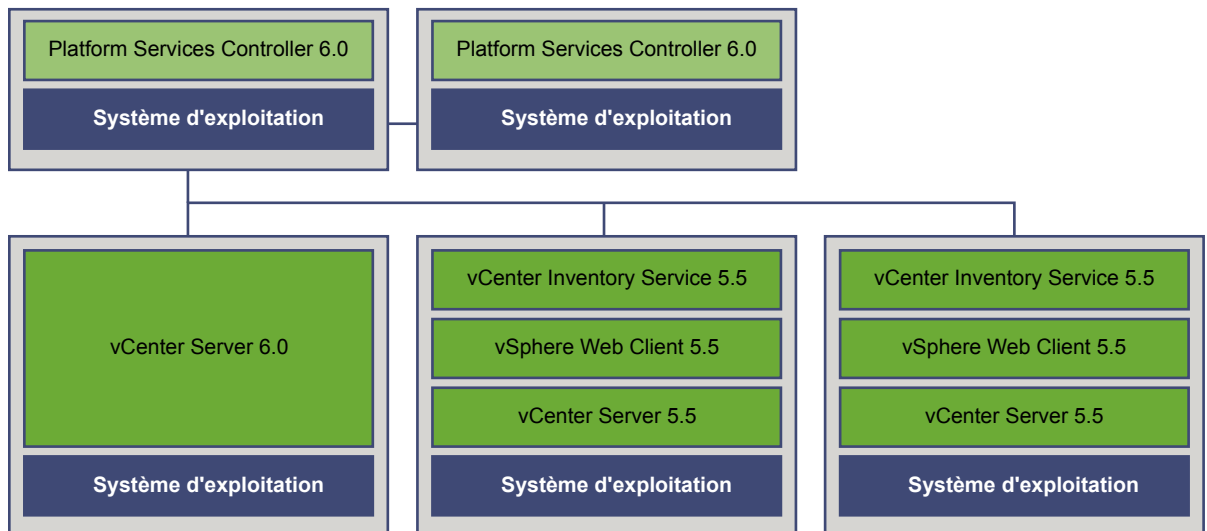 Platform Services Controller 6.0
Système d'exploitation
Platform Services Controller 6.0
Système d'exploitation
vCenter Server 6.0
Système d'exploitation
vCenter Inventory Service 5.5
vSphere Web Client 5.5
vCenter Server 5.5
Système d'exploitation
vCenter Inventory Service 5.5
vSphere Web Client 5.5
vCenter Server 5.5
Système d'exploitation